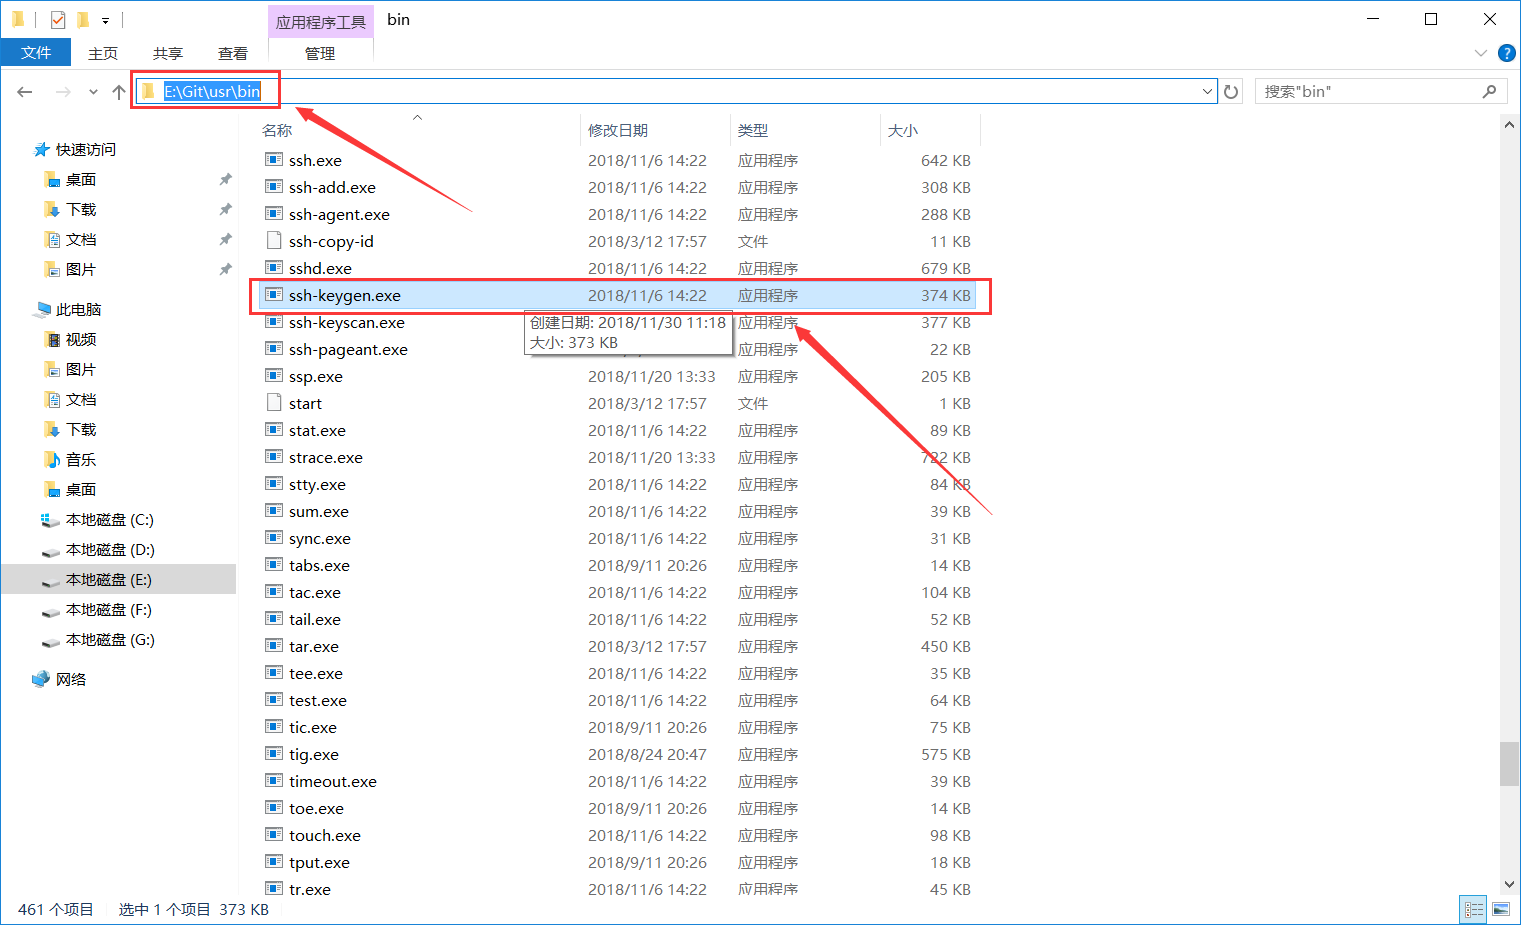 应用程序工具 bin
文件 主页 共享 查看 管理
E:\Git\usr\bin 搜索"bin"
名称 修改日期 类型 大小
快速访问
桌面
下载
文档
图片
此电脑
视频
图片
文档
下载
音乐
桌面
本地磁盘 (C:)
本地磁盘 (D:)
本地磁盘 (E:)
本地磁盘 (F:)
本地磁盘 (G:)
网络
ssh.exe 2018/11/6 14:22 应用程序 642 KB
ssh-add.exe 2018/11/6 14:22 应用程序 308 KB
ssh-agent.exe 2018/11/6 14:22 应用程序 288 KB
ssh-copy-id 2018/3/12 17:57 文件 11 KB
sshd.exe 2018/11/6 14:22 应用程序 679 KB
ssh-keygen.exe 2018/11/6 14:22 应用程序 374 KB
ssh-keyscan.exe 应用程序 377 KB
创建日期: 2018/11/30 11:18
大小: 373 KB
ssh-pageant.exe 应用程序 22 KB
ssp.exe 2018/11/20 13:33 应用程序 205 KB
start 2018/3/12 17:57 文件 1 KB
stat.exe 2018/11/6 14:22 应用程序 89 KB
strace.exe 2018/11/20 13:33 应用程序 722 KB
stty.exe 2018/11/6 14:22 应用程序 84 KB
sum.exe 2018/11/6 14:22 应用程序 39 KB
sync.exe 2018/11/6 14:22 应用程序 31 KB
tabs.exe 2018/9/11 20:26 应用程序 14 KB
tac.exe 2018/11/6 14:22 应用程序 104 KB
tail.exe 2018/11/6 14:22 应用程序 52 KB
tar.exe 2018/3/12 17:57 应用程序 450 KB
tee.exe 2018/11/6 14:22 应用程序 35 KB
test.exe 2018/11/6 14:22 应用程序 64 KB
tic.exe 2018/9/11 20:26 应用程序 75 KB
tig.exe 2018/8/24 20:47 应用程序 575 KB
timeout.exe 2018/11/6 14:22 应用程序 39 KB
toe.exe 2018/9/11 20:26 应用程序 14 KB
touch.exe 2018/11/6 14:22 应用程序 98 KB
tput.exe 2018/9/11 20:26 应用程序 18 KB
tr.exe 2018/11/6 14:22 应用程序 45 KB
461 个项目 选中 1 个项目 373 KB